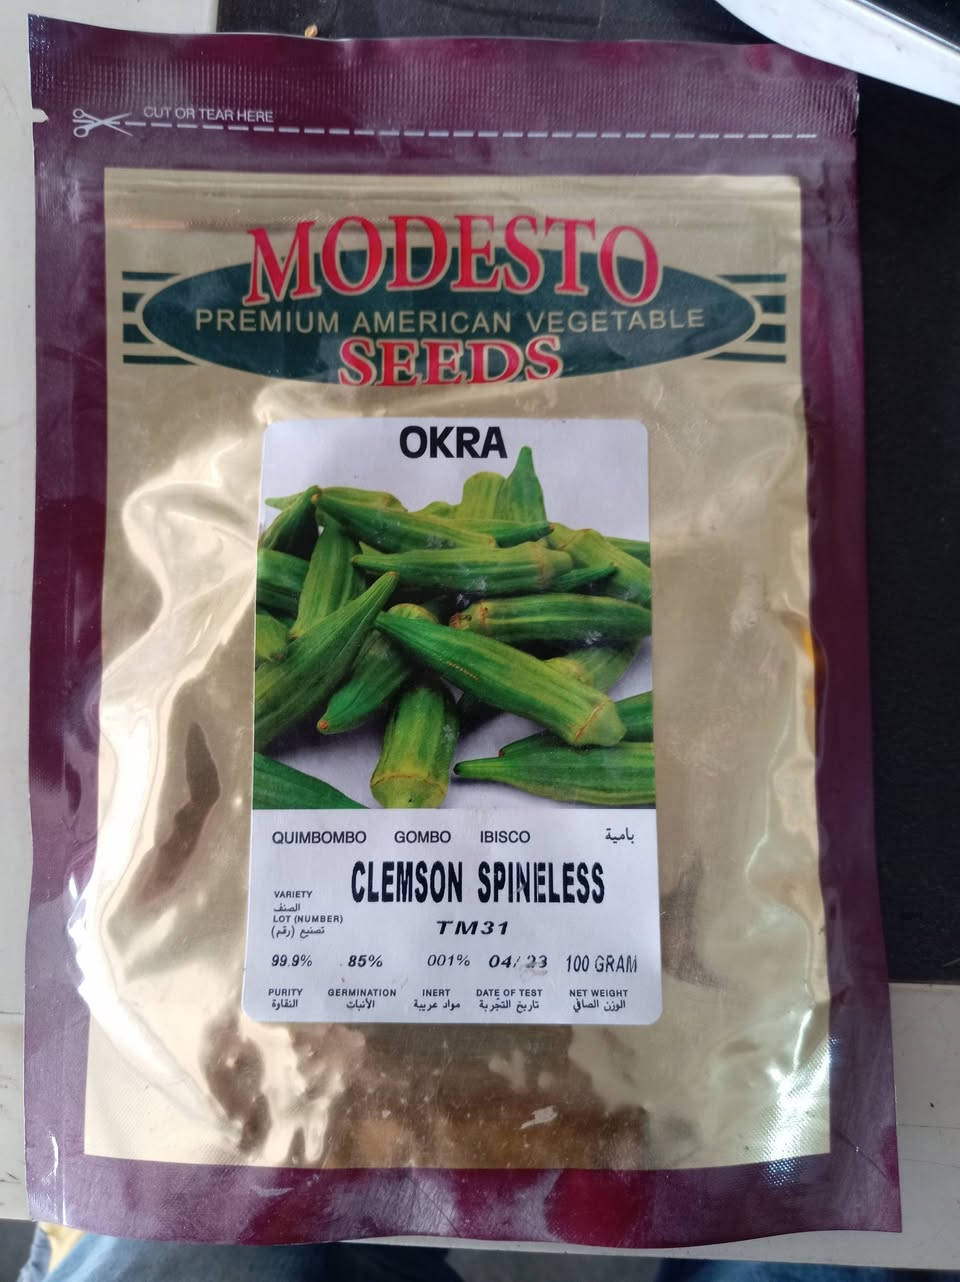 CUT OR TEAR HERE
MODESTO
PREMIUM AMERICAN VEGETABLE
SEEDS
OKRA
QUIMBOMBO GOMBO IBISCO بامية
CLEMSON SPINELESS
VARIETY
الصنف
LOT (NUMBER)
تصنيع (رقم)
TM31
99.9% 85% 001% 04/23 100 GRAM
PURITY GERMINATION INERT DATE OF TEST NET WEIGHT
النقاوة الأنبات مواد غريبة تاريخ التجربة الوزن الصافي